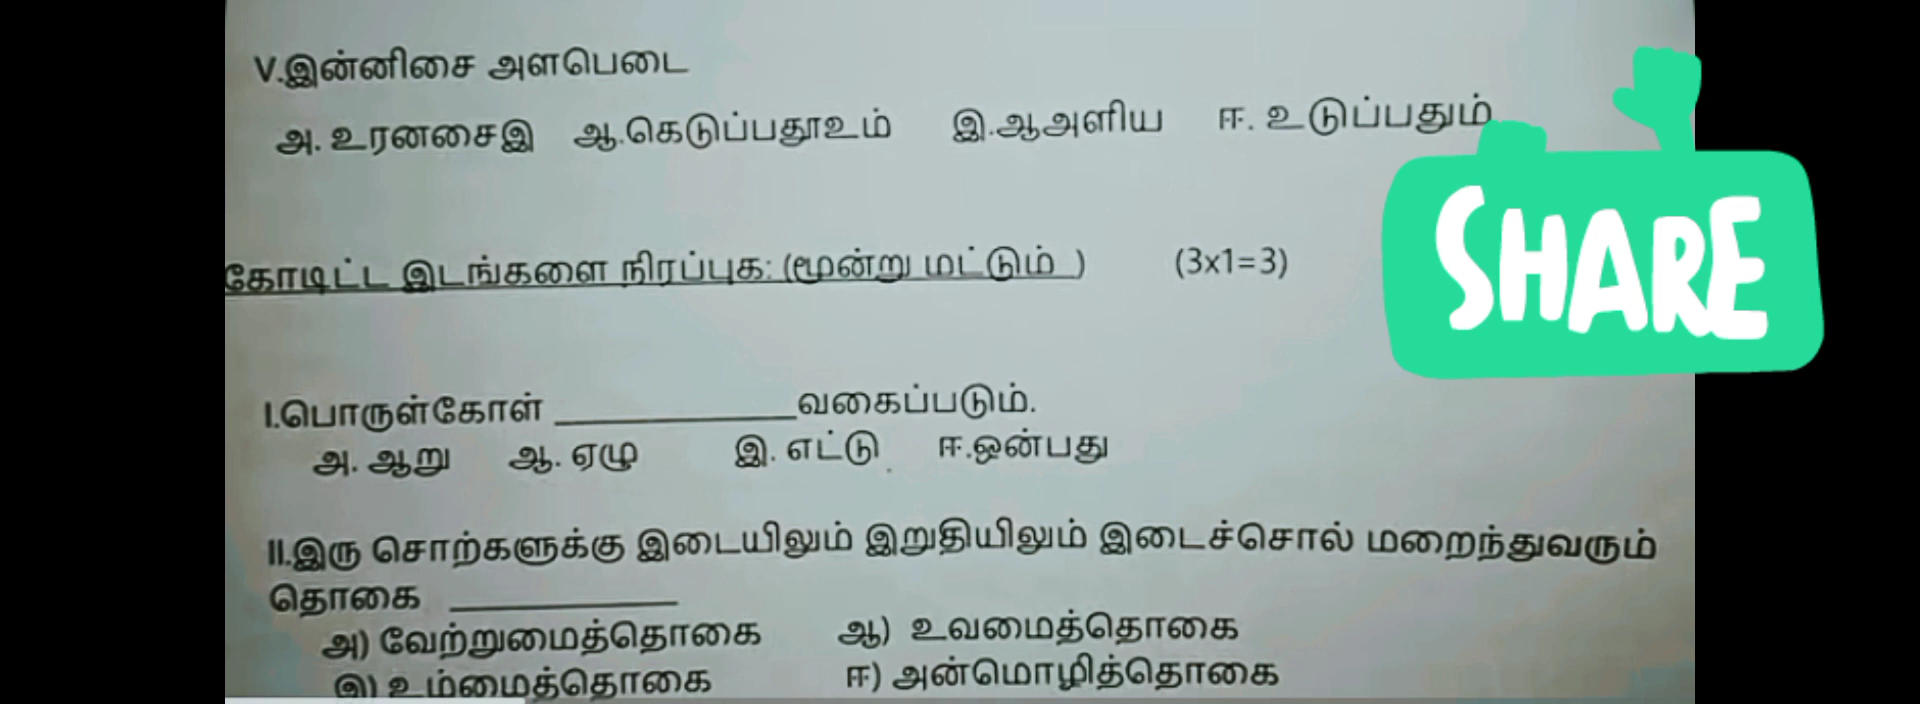 V.இன்னிசை அளபெடை
அ. உரனசைஇ ஆ.கெடுப்பதூஉம் இ.ஆஅளிய ஈ. உடுப்பதும்
கோடிட்ட இடங்களை நிரப்புக: (மூன்று மட்டும் ) (3x1=3)
SHARE
I.பொருள்கோள் ____________வகைப்படும்.
அ. ஆறு ஆ. ஏழு இ. எட்டு ஈ.ஒன்பது
II.இரு சொற்களுக்கு இடையிலும் இறுதியிலும் இடைச்சொல் மறைந்துவரும்
தொகை ____________
அ) வேற்றுமைத்தொகை ஆ) உவமைத்தொகை
இ) உம்மைத்தொகை ஈ) அன்மொழித்தொகை